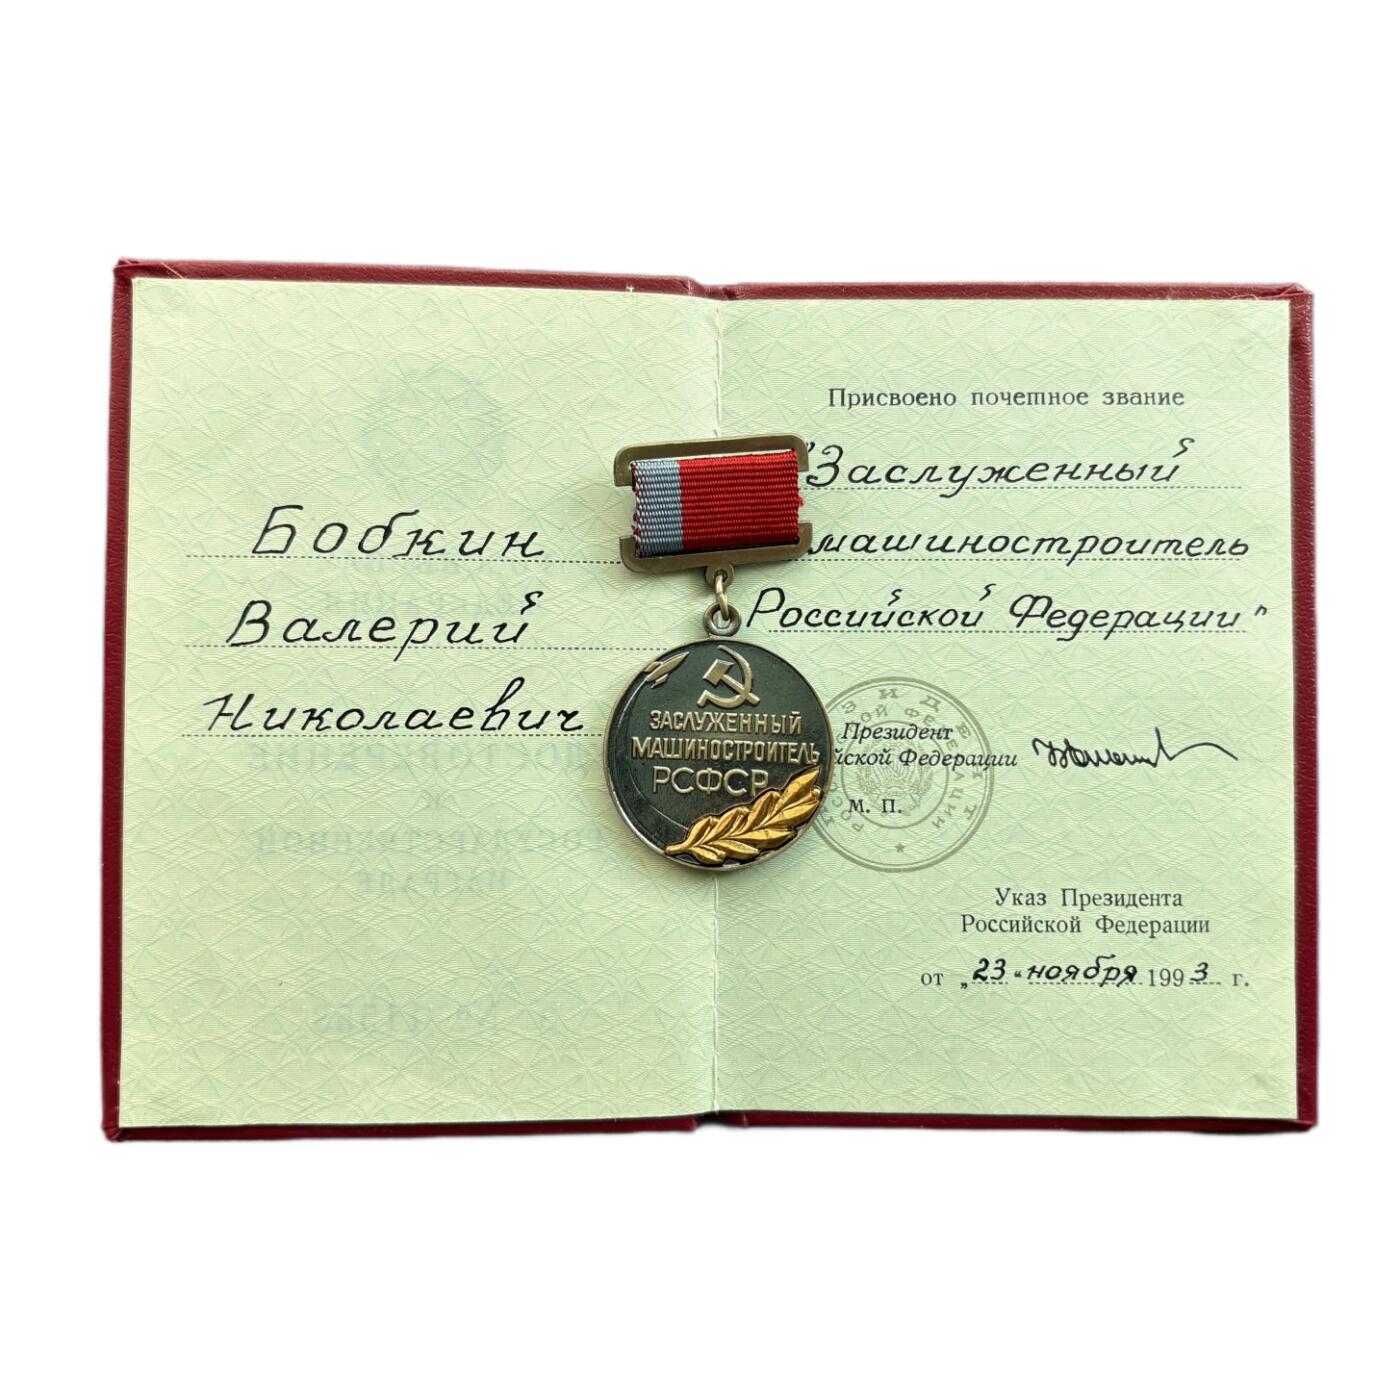 Бобкин
Валерий
Николаевич
Присвоено почетное звание
"Заслуженный
машиностроитель
Российской Федерации"
Президент
йской Федерации
М. П.
Указ Президента
Российской Федерации
от „23“ ноября 1993 г.
ЗАСЛУЖЕННЫЙ
МАШИНОСТРОИТЕЛЬ
РСФСР